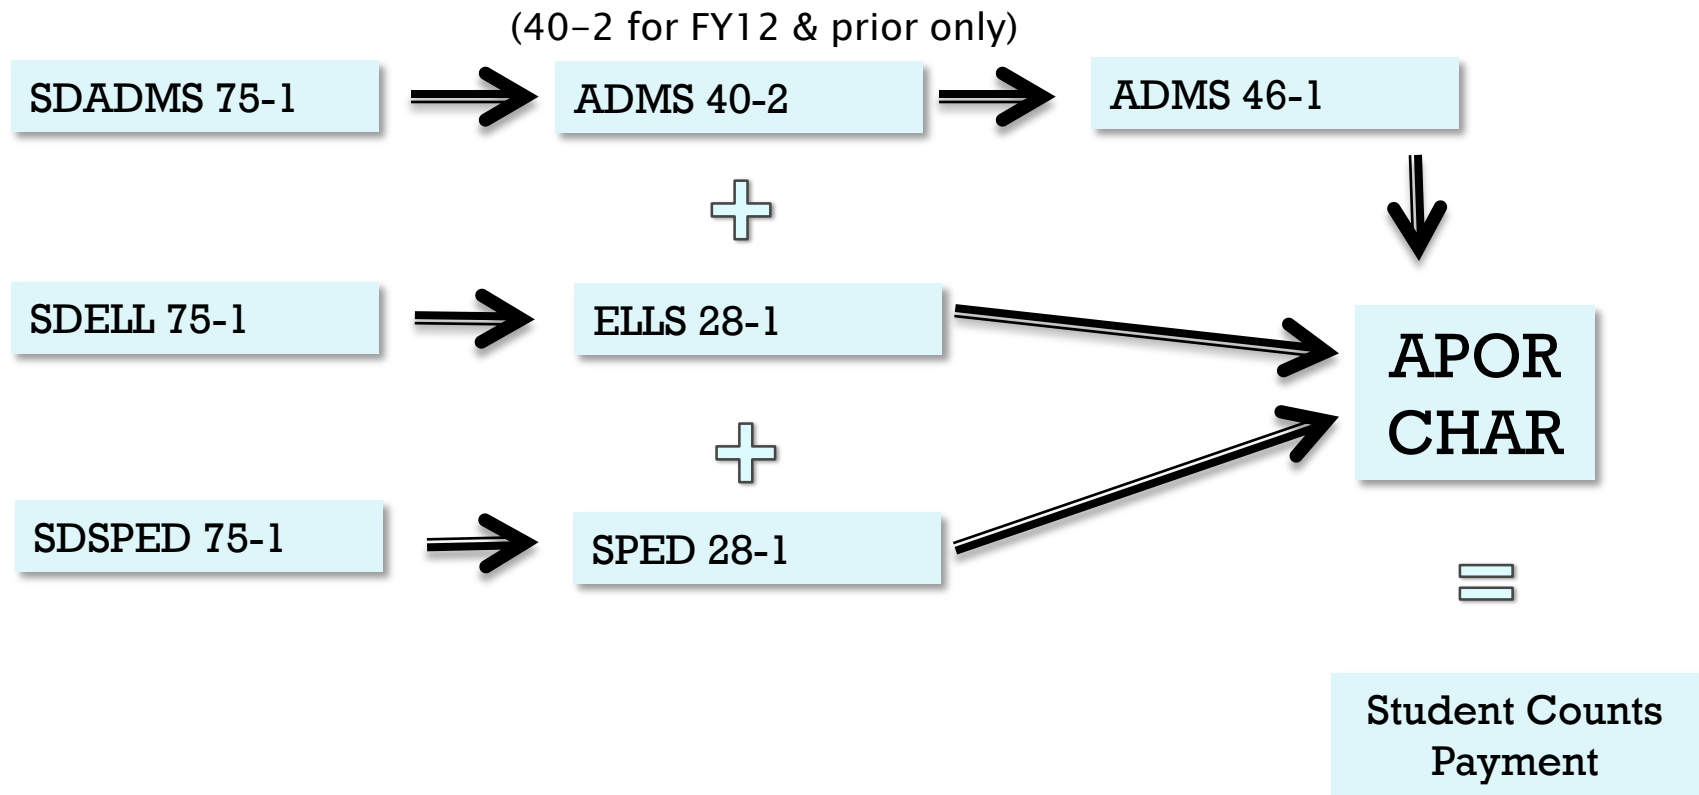 (40-2 for FY12 & prior only)
SDADMS 75-1
ADMS 40-2
ADMS 46-1
SDELL 75-1
ELLS 28-1
APOR
CHAR
SDSPED 75-1
SPED 28-1
Student Counts
Payment